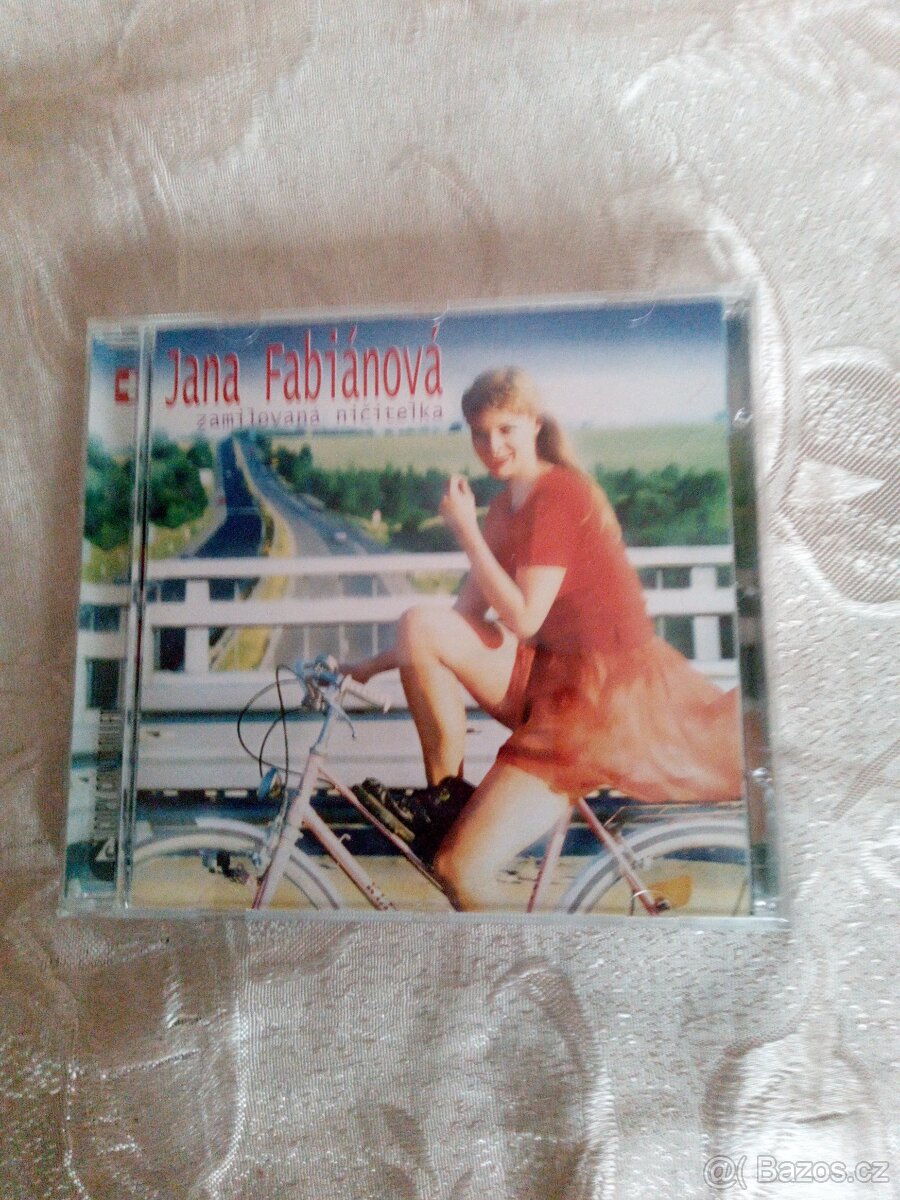 Jana Fabiánová
zamilovaná ničitelka
@( Bazos.cz